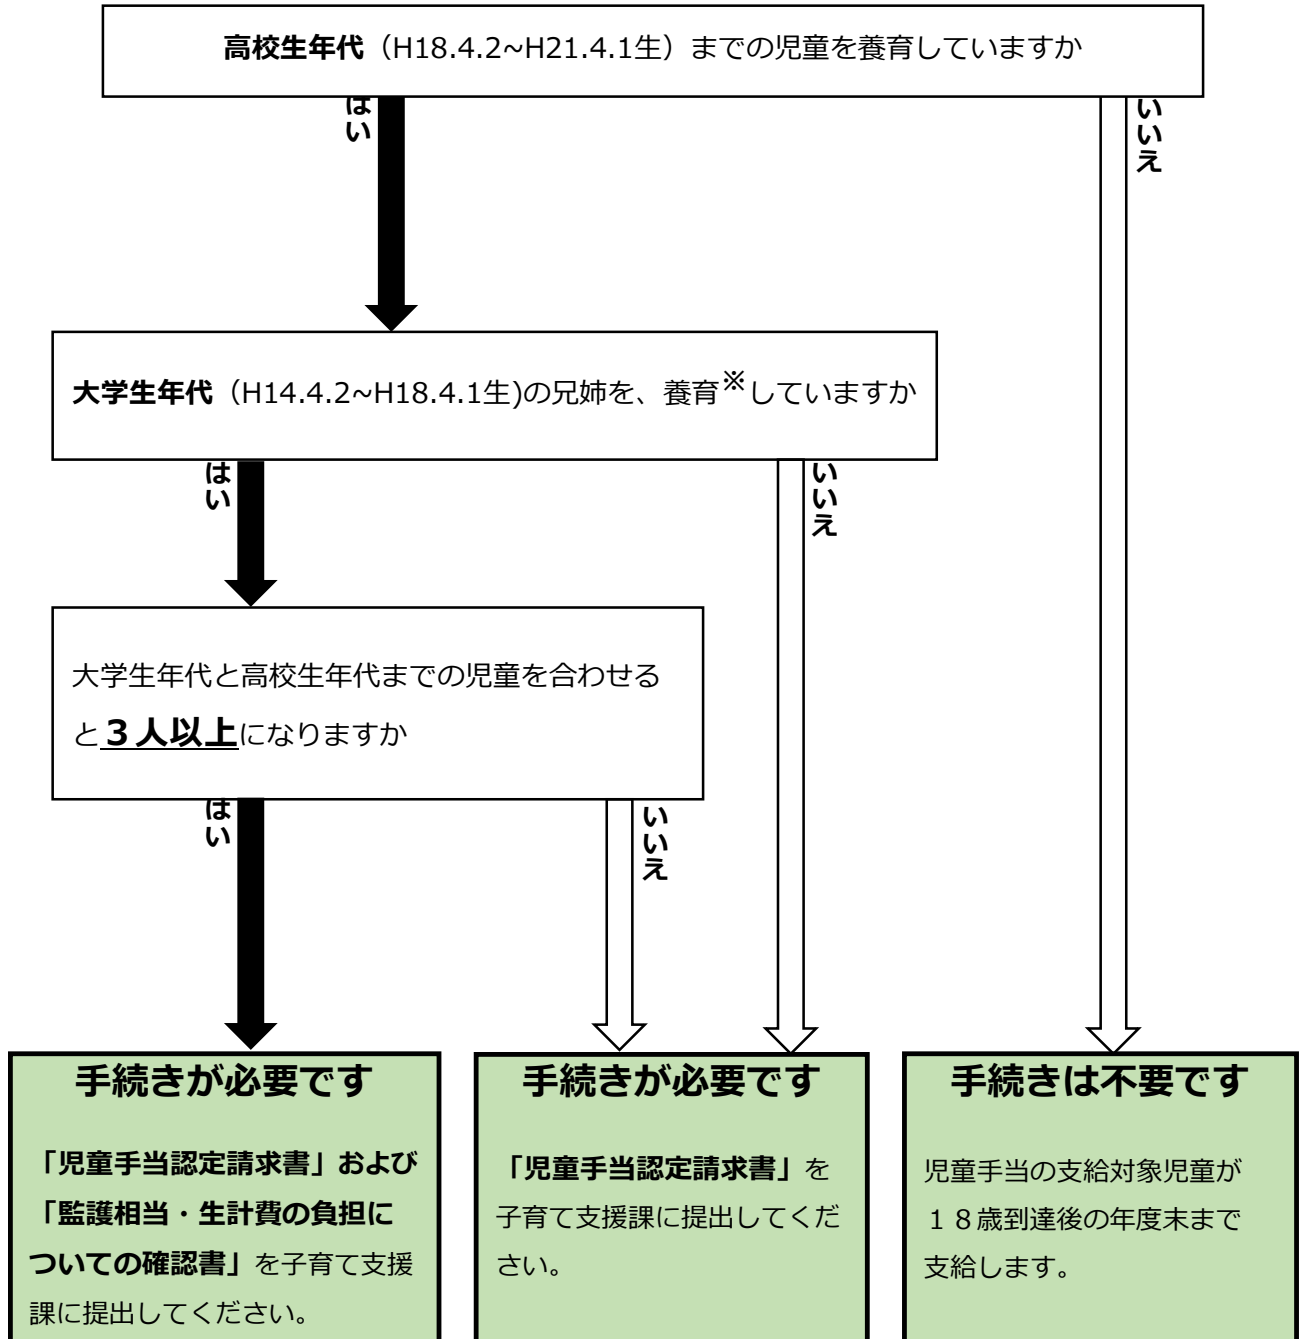 高校生年代（H18.4.2~H21.4.1生）までの児童を養育していますか
はい
いいえ
大学生年代（H14.4.2~H18.4.1生)の兄姉を、養育※していますか
はい
いいえ
大学生年代と高校生年代までの児童を合わせる
と３人以上になりますか
はい
いいえ
手続きが必要です
「児童手当認定請求書」および
「監護相当・生計費の負担に
ついての確認書」を子育て支援
課に提出してください。
手続きが必要です
「児童手当認定請求書」を
子育て支援課に提出してくだ
さい。
手続きは不要です
児童手当の支給対象児童が
１８歳到達後の年度末まで
支給します。